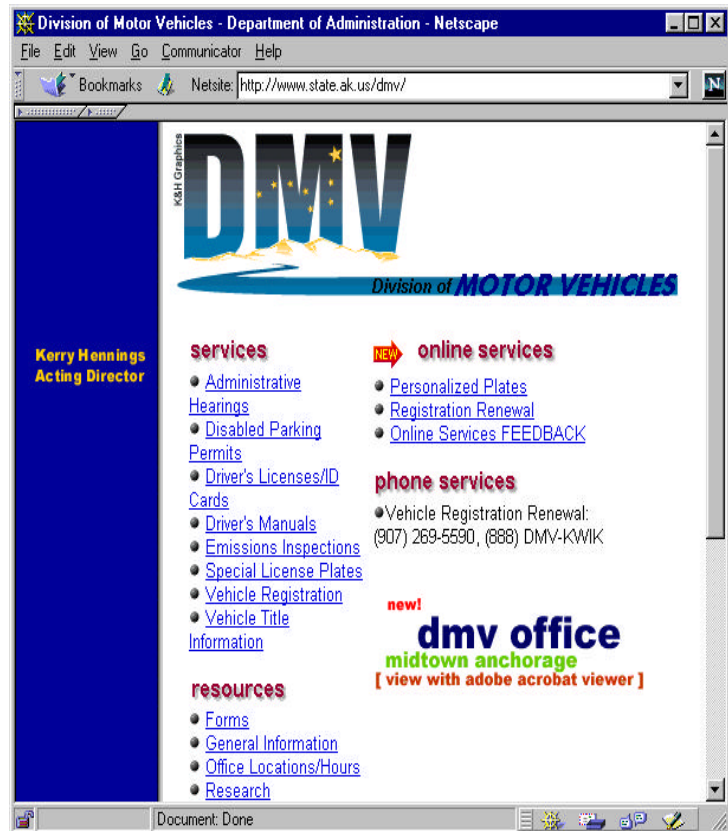 Division of Motor Vehicles - Department of Administration - Netscape
File Edit View Go Communicator Help
Bookmarks Netsite: http://www.state.ak.us/dmv/
N
K&H Graphics
DMV
Division of MOTOR VEHICLES
Kerry Hennings
Acting Director
services
Administrative
Hearings
Disabled Parking
Permits
Driver's Licenses/ID
Cards
Driver's Manuals
Emissions Inspections
Special License Plates
Vehicle Registration
Vehicle Title
Information
resources
Forms
General Information
Office Locations/Hours
Research
NEW online services
Personalized Plates
Registration Renewal
Online Services FEEDBACK
phone services
Vehicle Registration Renewal:
(907) 269-5590, (888) DMV-KWIK
new!
dmv office
midtown anchorage
[ view with adobe acrobat viewer ]
Document: Done